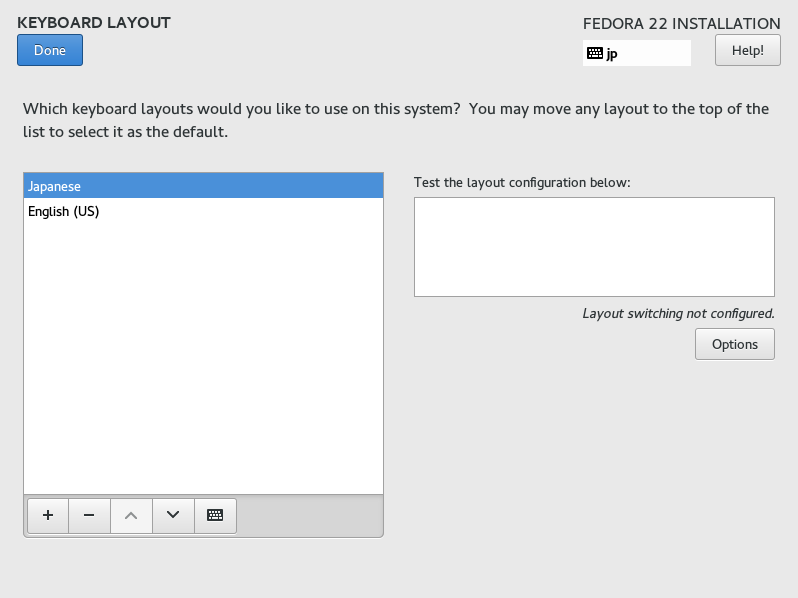 KEYBOARD LAYOUT
FEDORA 22 INSTALLATION
Done
jp
Help!
Which keyboard layouts would you like to use on this system?  You may move any layout to the top of the
list to select it as the default.
Japanese
English (US)
Test the layout configuration below:
Layout switching not configured.
Options